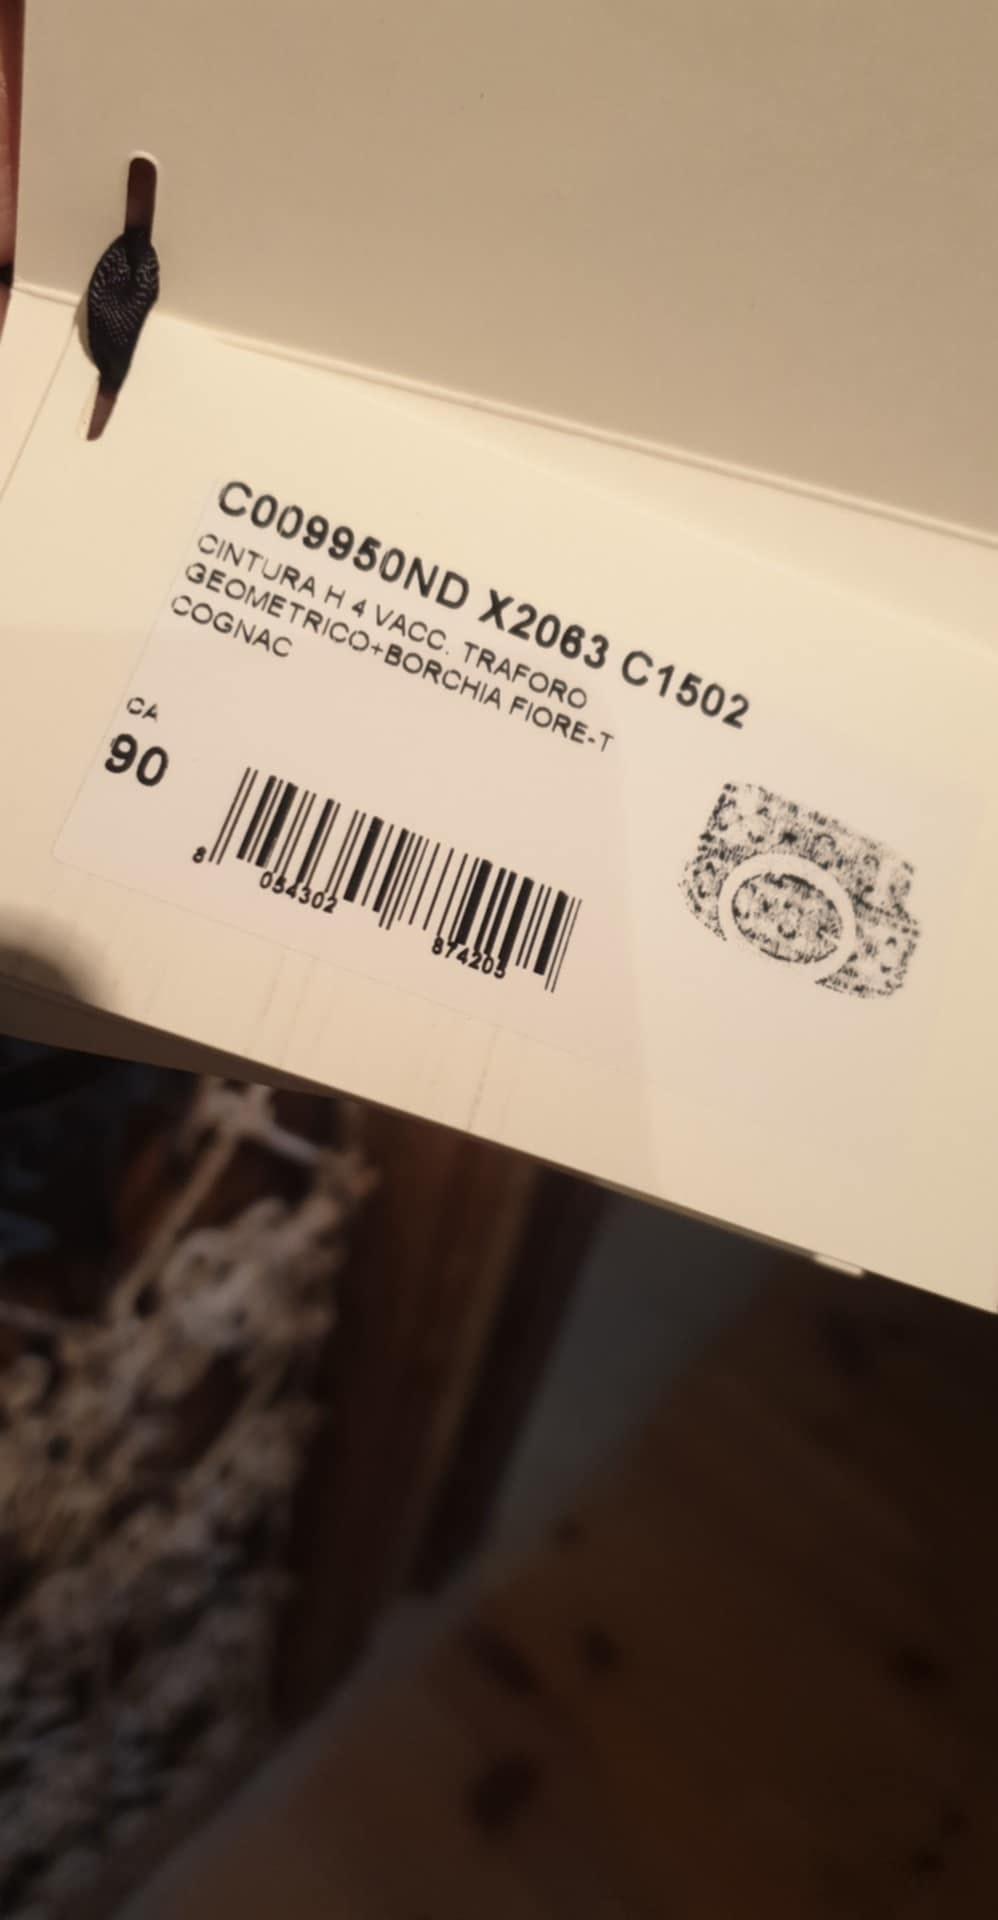 C009950ND X2063 C1502
CINTURA H 4 VACC. TRAFORO
GEOMETRICO+BORCHIA FIORE-T
COGNAC
CA
90
8 054302 874205